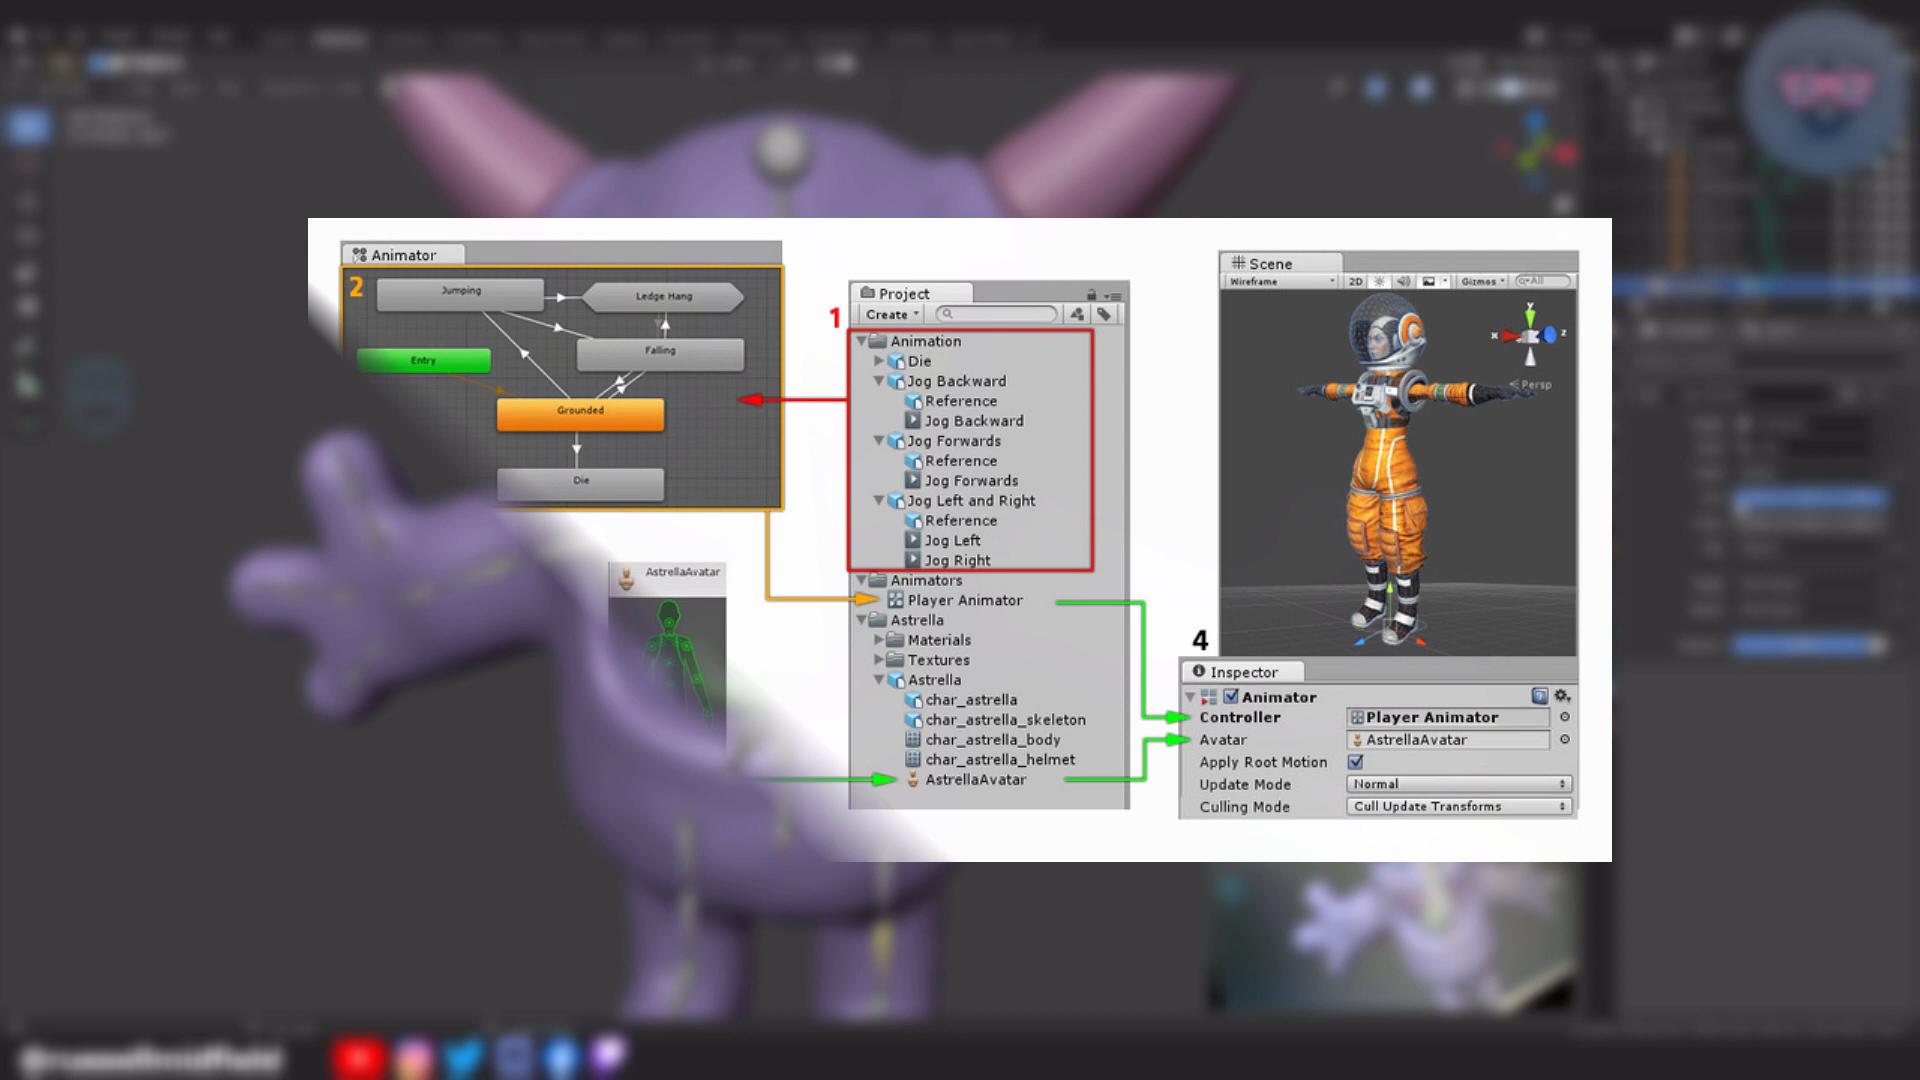 Animator
2
Jumping
Ledge Hang
Falling
Entry
Grounded
Die
AstrellaAvatar
1
Project
Create
Animation
Die
Jog Backward
Reference
Jog Backward
Jog Forwards
Reference
Jog Forwards
Jog Left and Right
Reference
Jog Left
Jog Right
Animators
Player Animator
Astrella
Materials
Textures
Astrella
char_astrella
char_astrella_skeleton
char_astrella_body
char_astrella_helmet
AstrellaAvatar
Scene
Wireframe 2D Gizmos All
y
x z
Persp
4
Inspector
Animator
Controller Player Animator
Avatar AstrellaAvatar
Apply Root Motion
Update Mode Normal
Culling Mode Cull Update Transforms